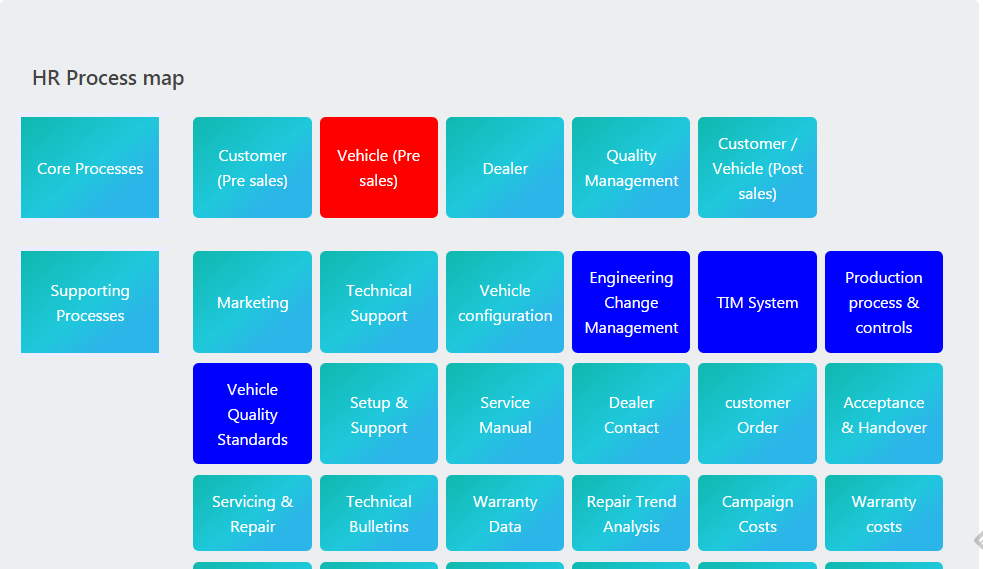 HR Process map
Core Processes
Customer
(Pre sales)
Vehicle (Pre
sales)
Dealer
Quality
Management
Customer /
Vehicle (Post
sales)
Supporting
Processes
Marketing
Technical
Support
Vehicle
configuration
Engineering
Change
Management
TIM System
Production
process &
controls
Vehicle
Quality
Standards
Setup &
Support
Service
Manual
Dealer
Contact
customer
Order
Acceptance
& Handover
Servicing &
Repair
Technical
Bulletins
Warranty
Data
Repair Trend
Analysis
Campaign
Costs
Warranty
costs